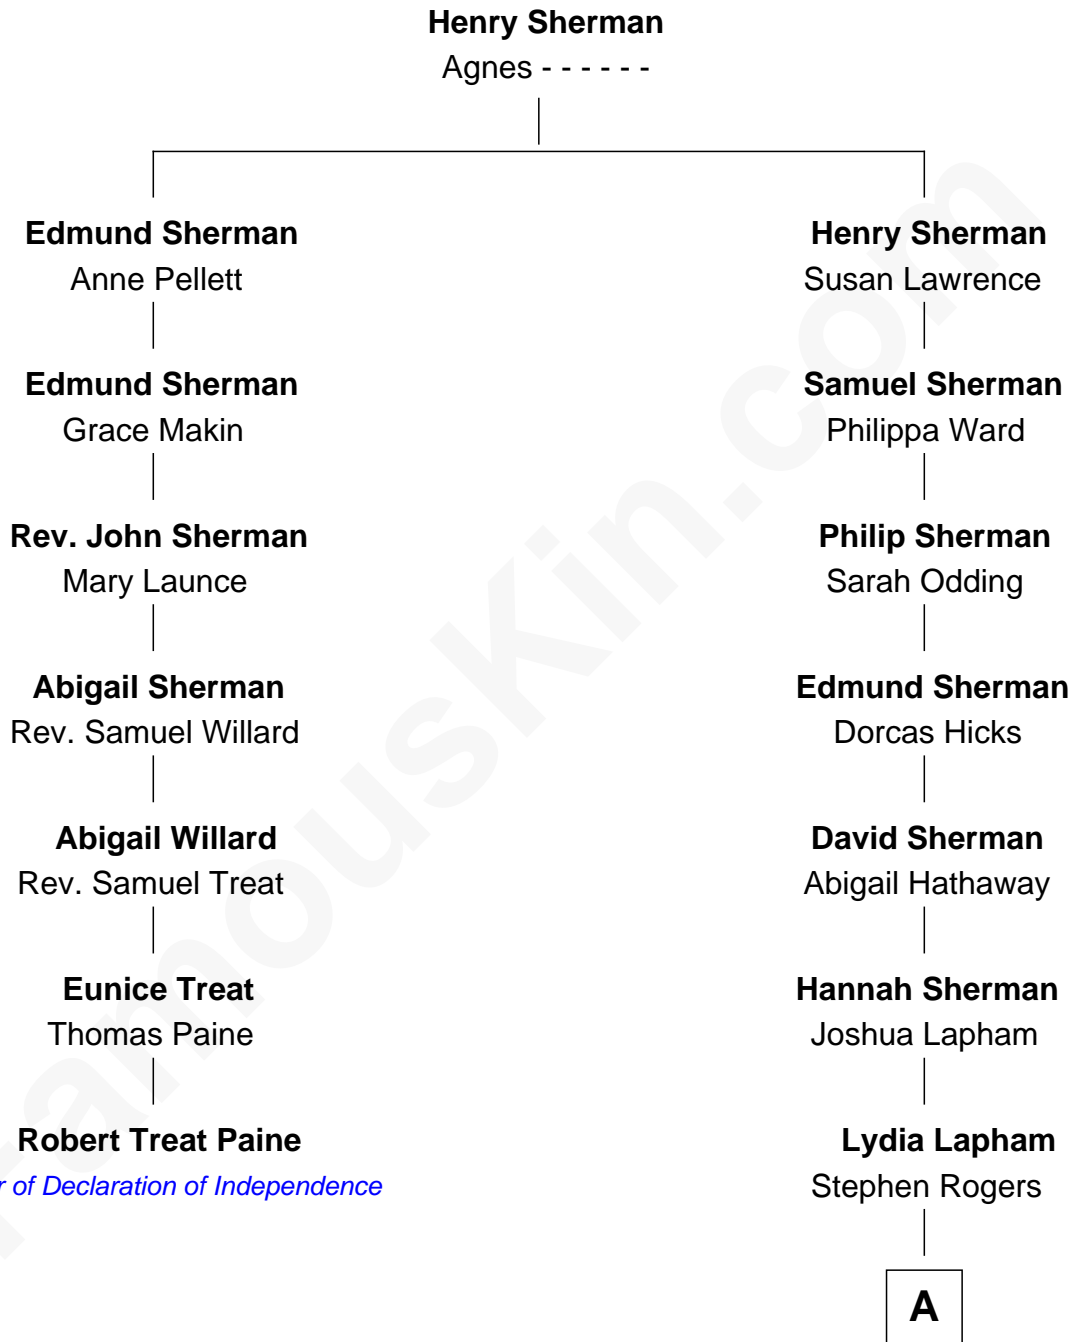 Henry Sherman
Agnes - - - - - -
Edmund Sherman
Anne Pellett
Edmund Sherman
Grace Makin
Rev. John Sherman
Mary Launce
Abigail Sherman
Rev. Samuel Willard
Abigail Willard
Rev. Samuel Treat
Eunice Treat
Thomas Paine
Robert Treat Paine
r of Declaration of Independence
Henry Sherman
Susan Lawrence
Samuel Sherman
Philippa Ward
Philip Sherman
Sarah Odding
Edmund Sherman
Dorcas Hicks
David Sherman
Abigail Hathaway
Hannah Sherman
Joshua Lapham
Lydia Lapham
Stephen Rogers
A
FamousKin.com